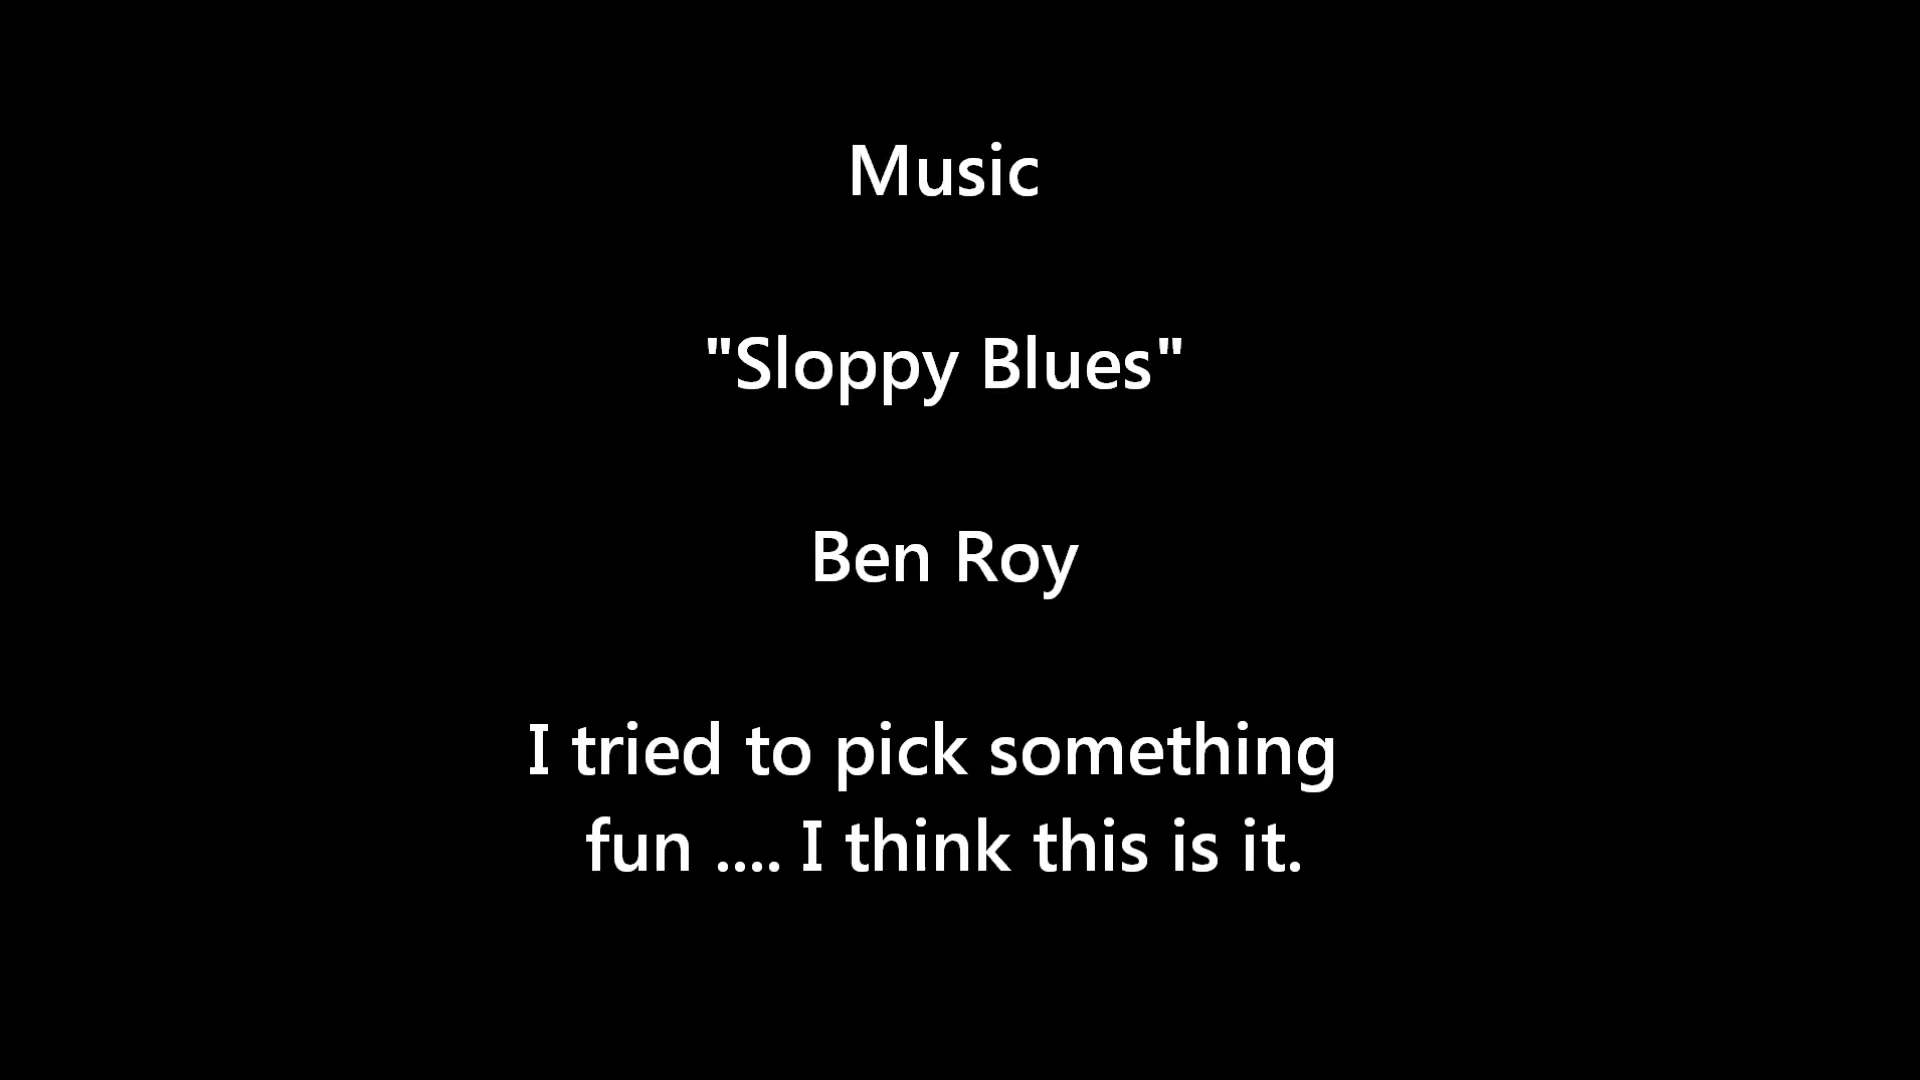 Music
"Sloppy Blues"
Ben Roy
I tried to pick something
fun .... I think this is it.